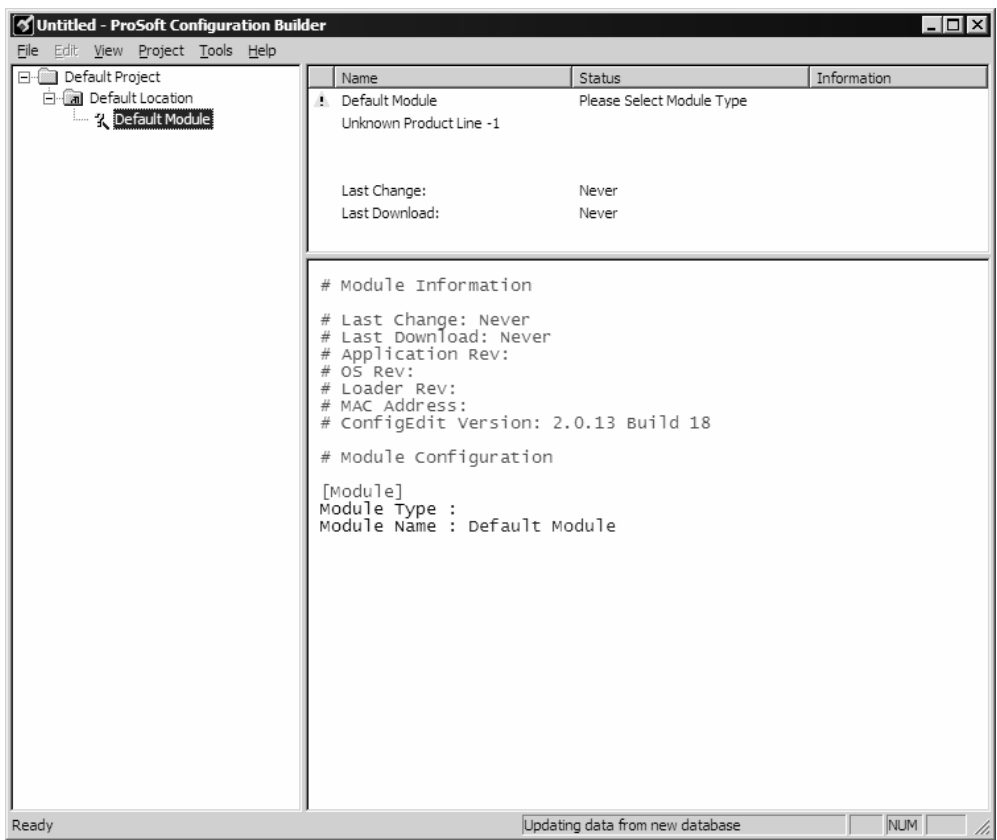 Untitled - ProSoft Configuration Builder
File Edit View Project Tools Help
Default Project
Default Location
Default Module
Name Status Information
Default Module Please Select Module Type
Unknown Product Line -1
Last Change: Never
Last Download: Never
# Module Information
# Last Change: Never
# Last Download: Never
# Application Rev:
# OS Rev:
# Loader Rev:
# MAC Address:
# ConfigEdit Version: 2.0.13 Build 18
# Module Configuration
[Module]
Module Type :
Module Name : Default Module
Ready Updating data from new database NUM